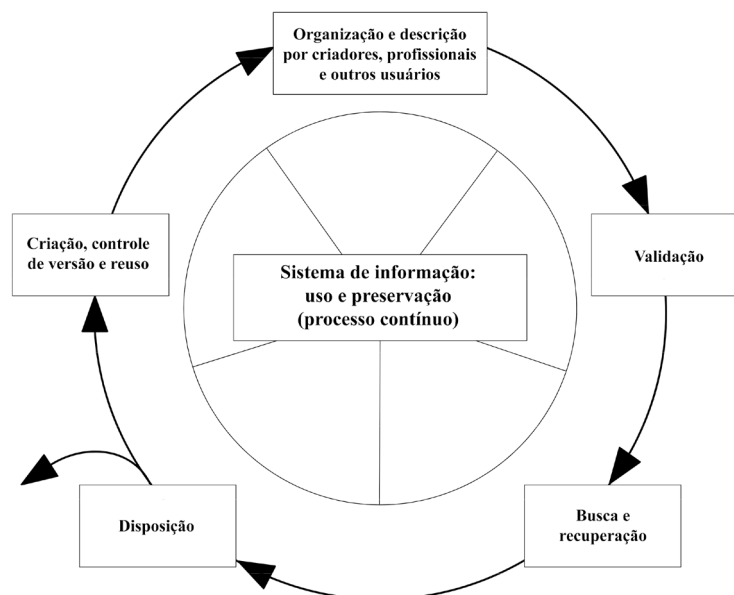 Organização e descrição
por criadores, profissionais
e outros usuários
Criação, controle
de versão e reuso
Validação
Sistema de informação:
uso e preservação
(processo contínuo)
Disposição
Busca e
recuperação